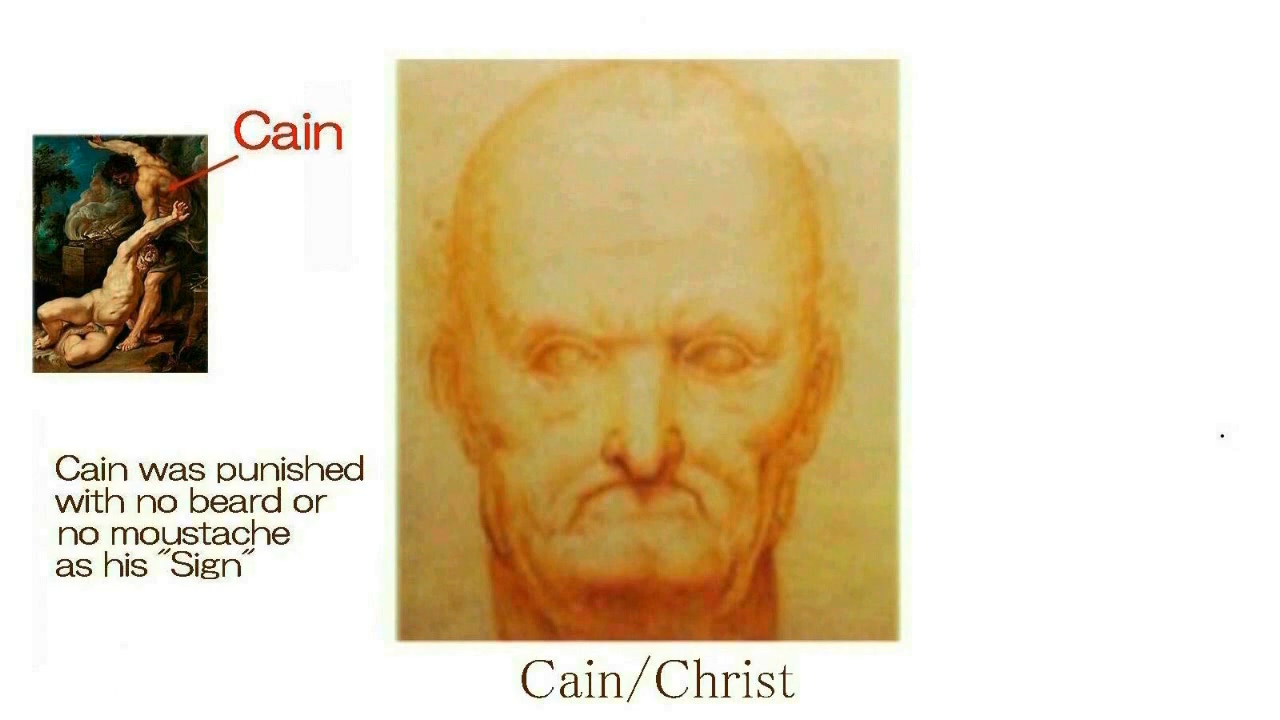 Cain
Cain was punished
with no beard or
no moustache
as his "Sign"
Cain/Christ